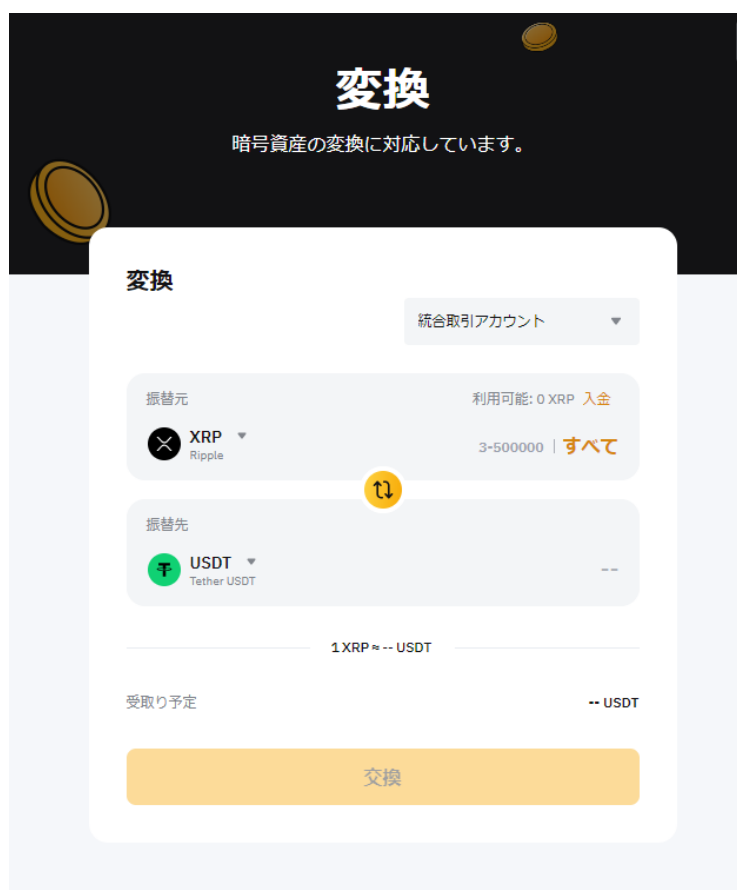 変換
暗号資産の変換に対応しています。
変換
統合取引アカウント
振替元
利用可能: 0 XRP 入金
XRP
Ripple
3-500000 | すべて
振替先
USDT
Tether USDT
--
1 XRP ≈ -- USDT
受取り予定
-- USDT
交換